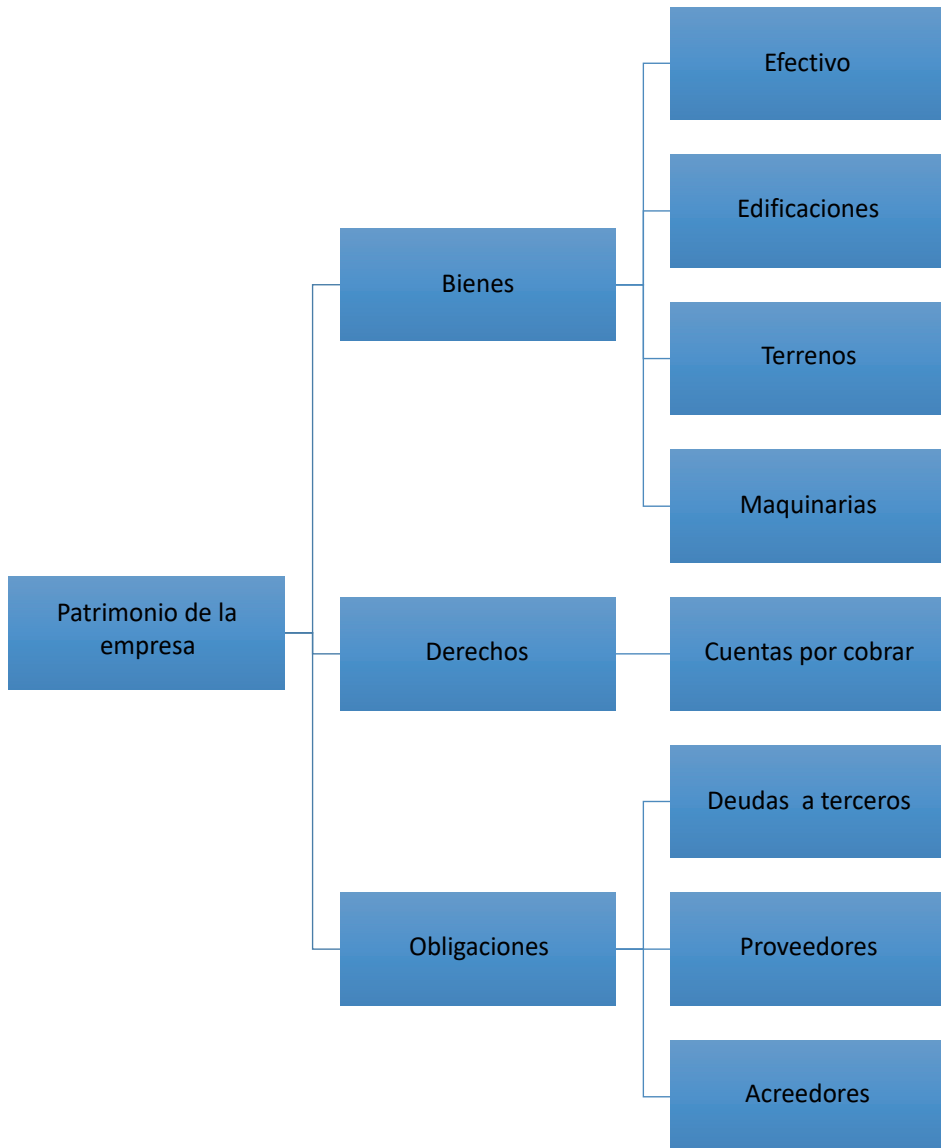 Patrimonio de la
empresa
Bienes
Efectivo
Edificaciones
Terrenos
Maquinarias
Derechos
Cuentas por cobrar
Obligaciones
Deudas  a terceros
Proveedores
Acreedores